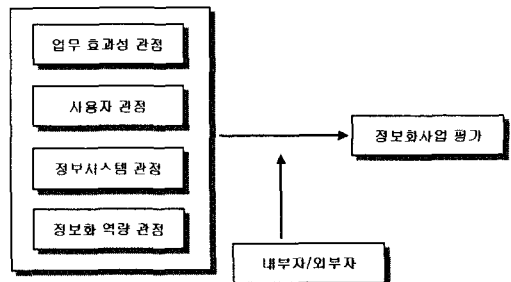 업무 효과성 관점
사용자 관점
정보시스템 관점
정보화 역량 관점
정보화사업 평가
내부자/외부자